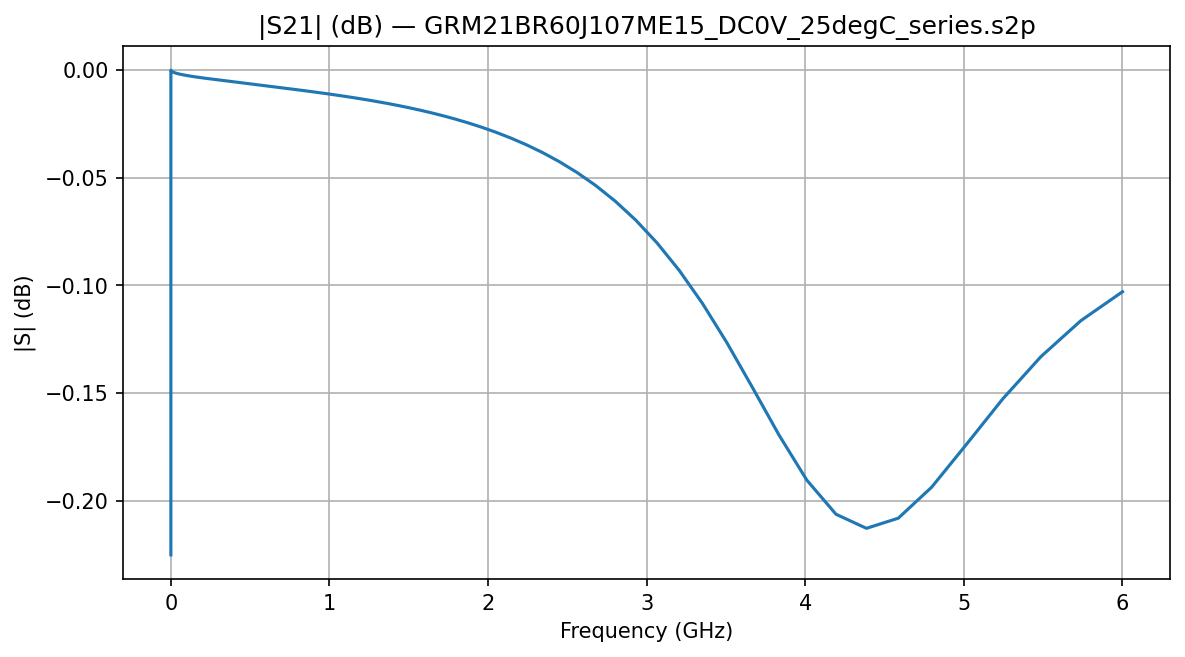 |S21| (dB) — GRM21BR60J107ME15_DC0V_25degC_series.s2p
|S| (dB)
0.00
−0.05
−0.10
−0.15
−0.20
0 1 2 3 4 5 6
Frequency (GHz)